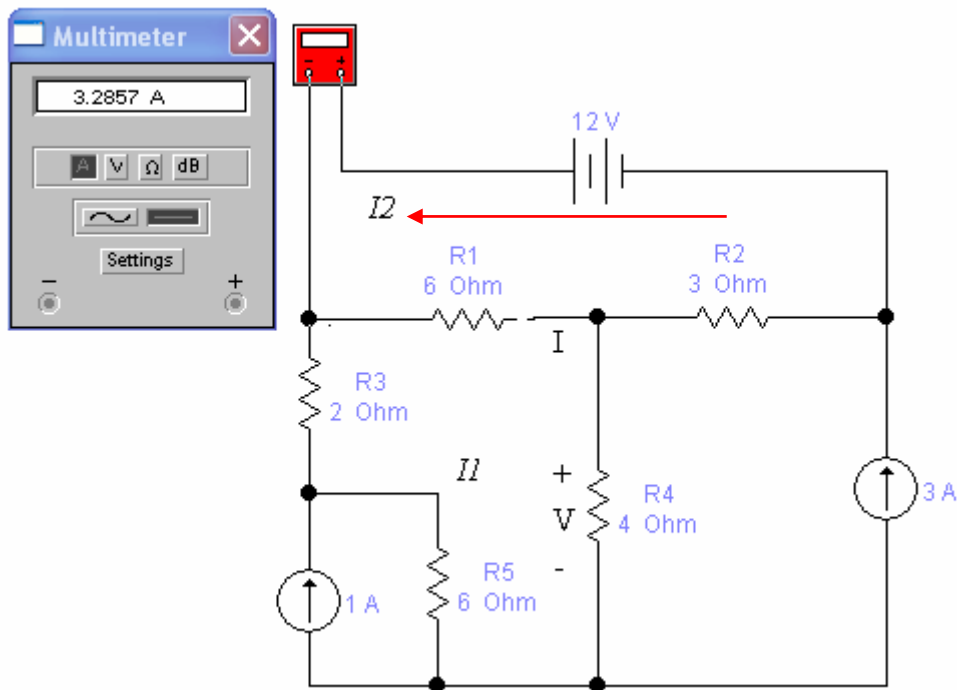 Multimeter
3.2857 A
A V Ω dB
Settings
− +
− +
12 V
I2
R1
6 Ohm
R2
3 Ohm
I
R3
2 Ohm
I1
+
V
-
R4
4 Ohm
3 A
R5
6 Ohm
1 A